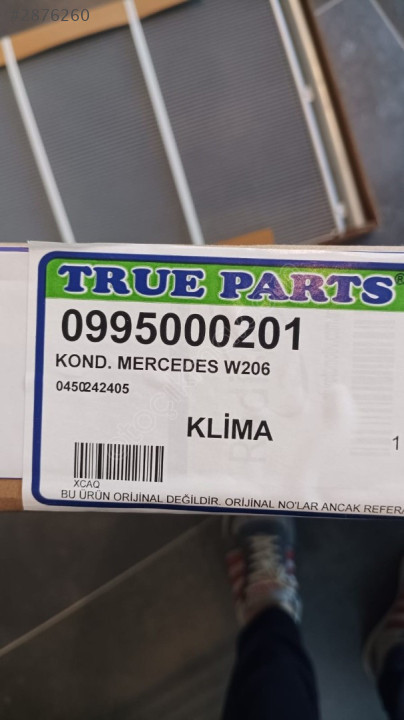 2876260
TRUE PARTS®
0995000201
KOND. MERCEDES W206
0450242405
KLİMA
1
XCAQ
BU ÜRÜN ORİJİNAL DEĞİLDİR. ORİJİNAL NO'LAR ANCAK REFERA